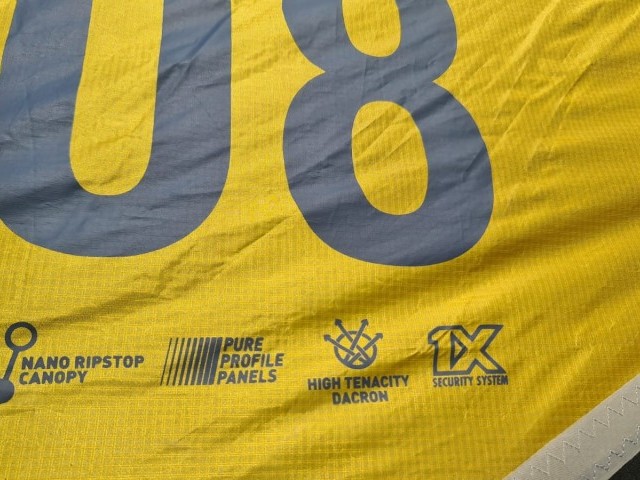 08
NANO RIPSTOP
CANOPY
PURE
PROFILE
PANELS
HIGH TENACITY
DACRON
1X
SECURITY SYSTEM